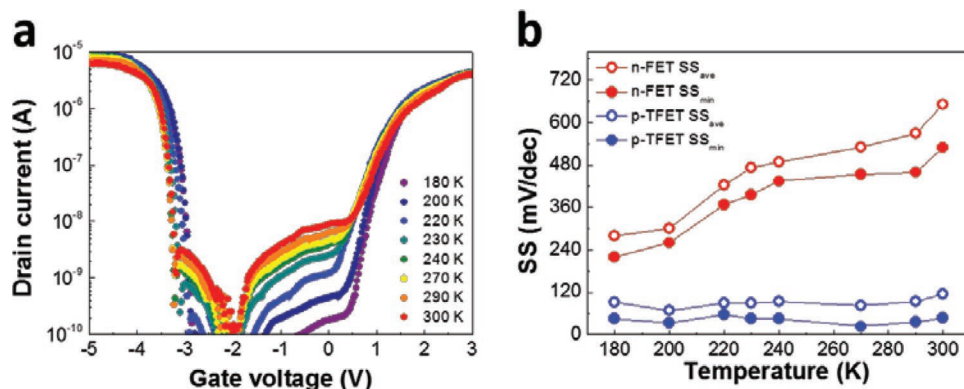 a
Drain current (A)
10⁻⁵
10⁻⁶
10⁻⁷
10⁻⁸
10⁻⁹
10⁻¹⁰
180 K
200 K
220 K
230 K
240 K
270 K
290 K
300 K
-5 -4 -3 -2 -1 0 1 2 3
Gate voltage (V)
b
SS (mV/dec)
720
600
480
360
240
120
0
n-FET SSave
n-FET SSmin
p-TFET SSave
p-TFET SSmin
180 200 220 240 260 280 300
Temperature (K)